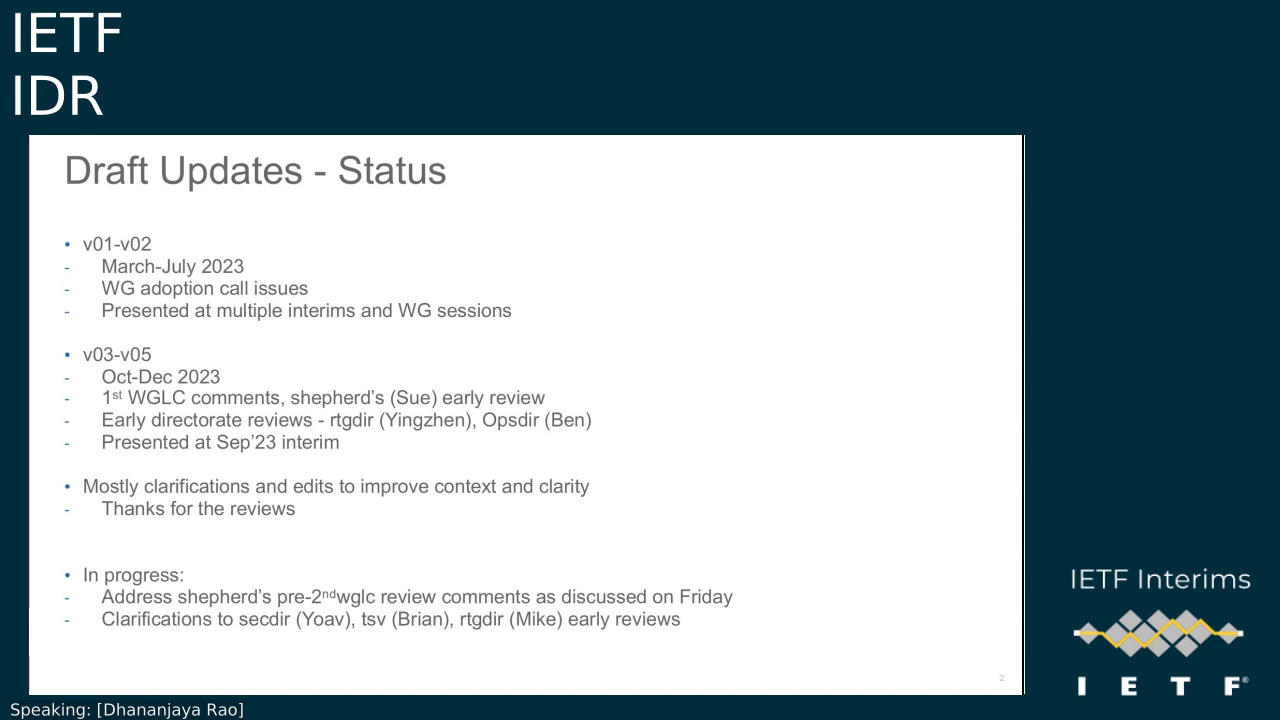 IETF
IDR
Draft Updates - Status
• v01-v02
- March-July 2023
- WG adoption call issues
- Presented at multiple interims and WG sessions
• v03-v05
- Oct-Dec 2023
- 1st WGLC comments, shepherd’s (Sue) early review
- Early directorate reviews - rtgdir (Yingzhen), Opsdir (Ben)
- Presented at Sep’23 interim
• Mostly clarifications and edits to improve context and clarity
- Thanks for the reviews
• In progress:
- Address shepherd’s pre-2ndwglc review comments as discussed on Friday
- Clarifications to secdir (Yoav), tsv (Brian), rtgdir (Mike) early reviews
2
IETF Interims
I E T F®
Speaking: [Dhananjaya Rao]